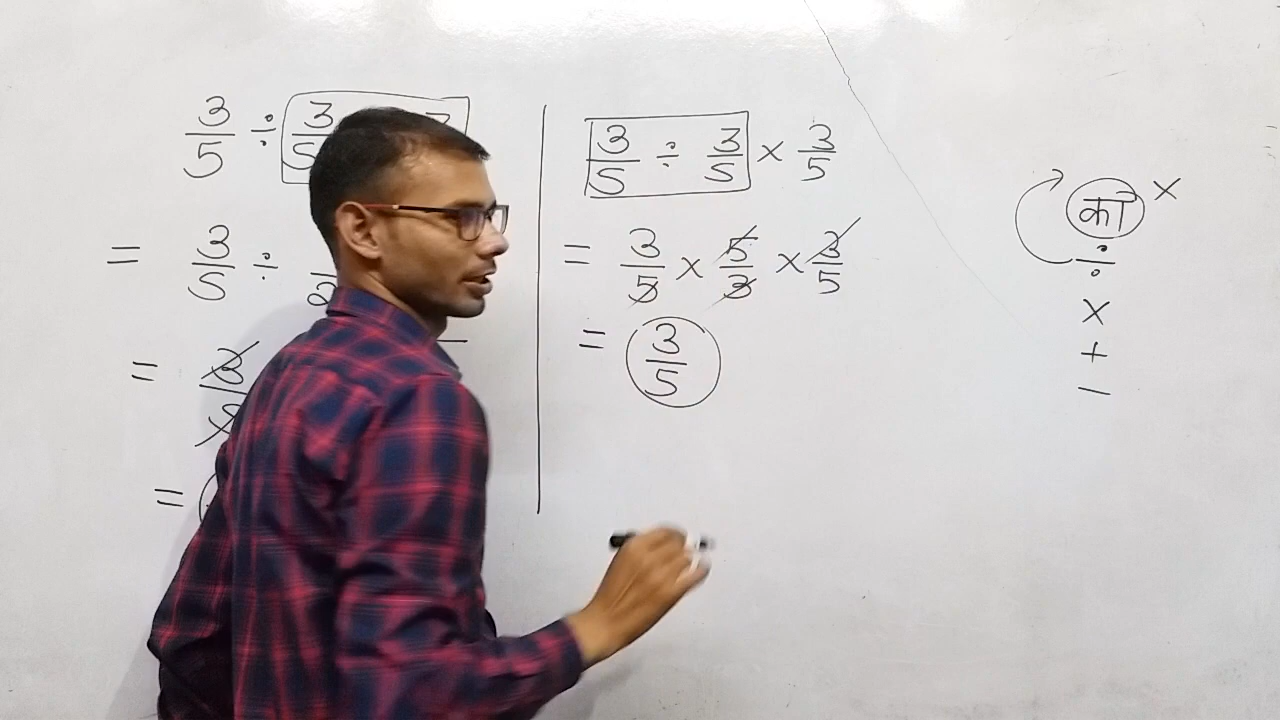 3/5 ÷ 3/5
= 3/5 ÷
= 3
=
3/5 ÷ 3/5 × 3/5
= 3/5 × 5/3 × 3/5
= 3/5
का ×
÷
×
+
−